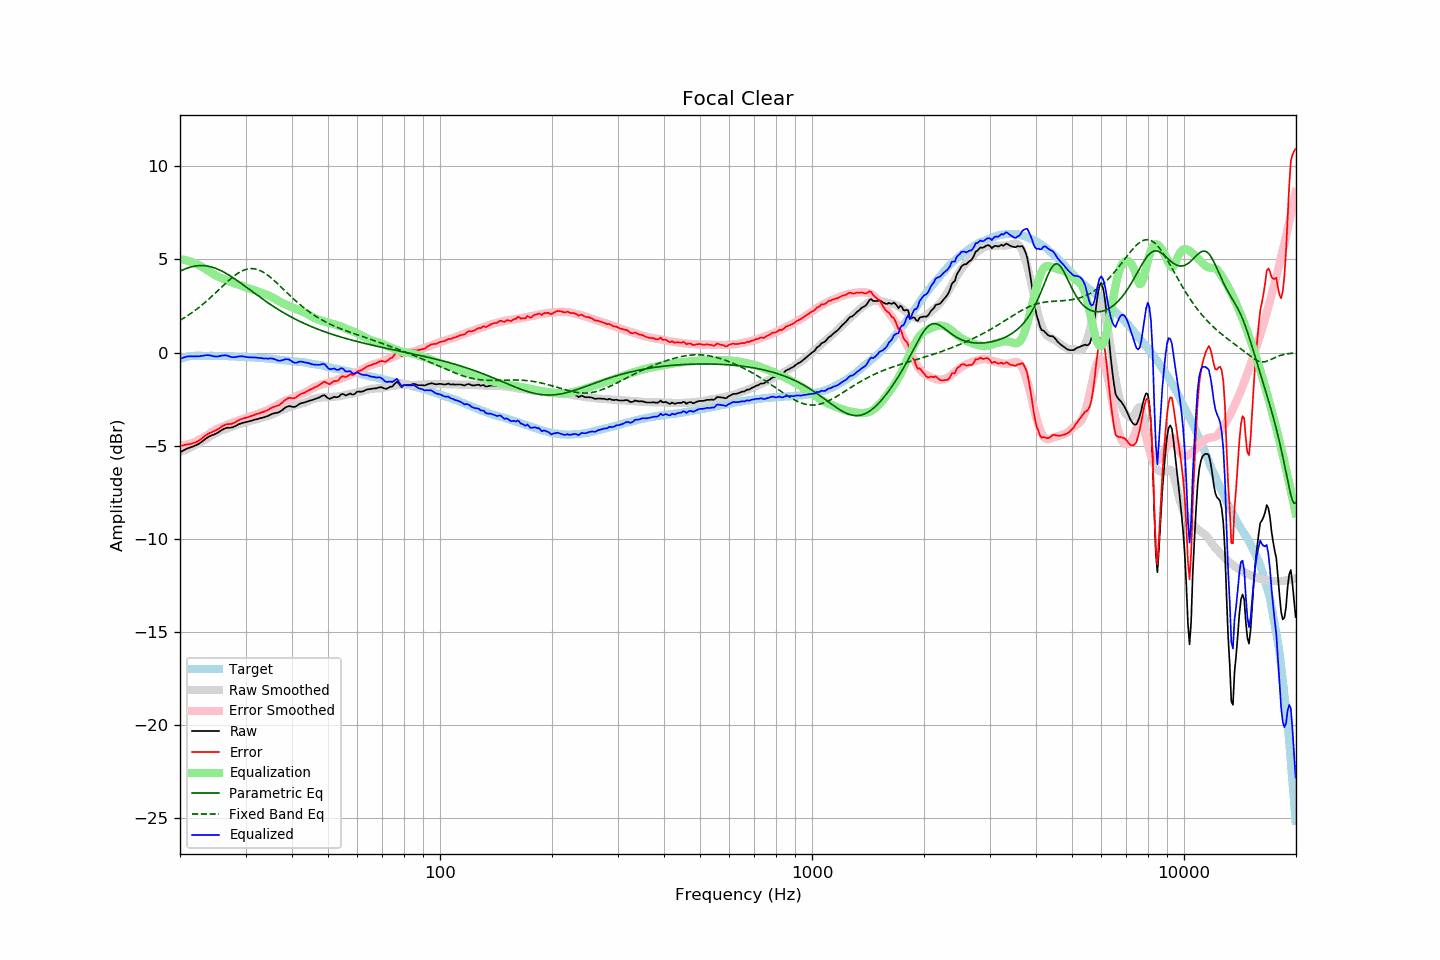 Focal Clear
10
5
0
−5
−10
−15
−20
−25
Amplitude (dBr)
Target
Raw Smoothed
Error Smoothed
Raw
Error
Equalization
Parametric Eq
Fixed Band Eq
Equalized
100
1000
10000
Frequency (Hz)